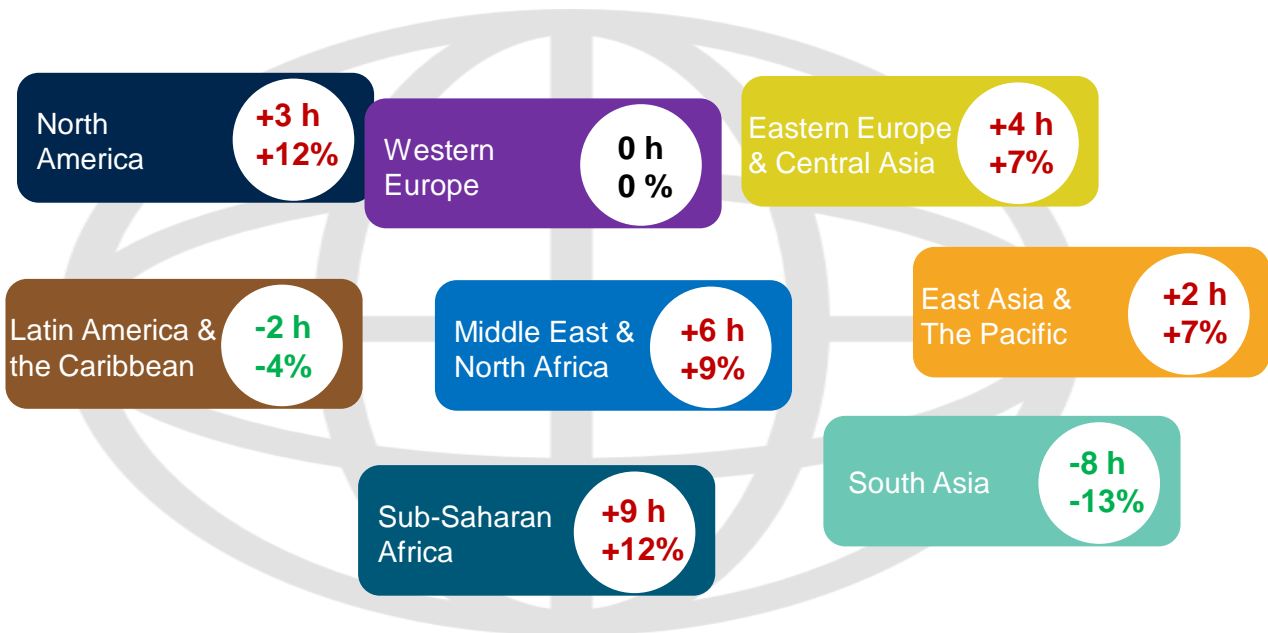 North
America
+3 h
+12%
Western
Europe
0 h
0 %
Eastern Europe
& Central Asia
+4 h
+7%
Latin America &
the Caribbean
-2 h
-4%
Middle East &
North Africa
+6 h
+9%
East Asia &
The Pacific
+2 h
+7%
Sub-Saharan
Africa
+9 h
+12%
South Asia
-8 h
-13%